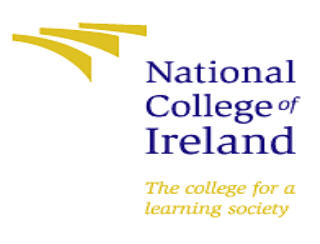 National
College of
Ireland
The college for a
learning society